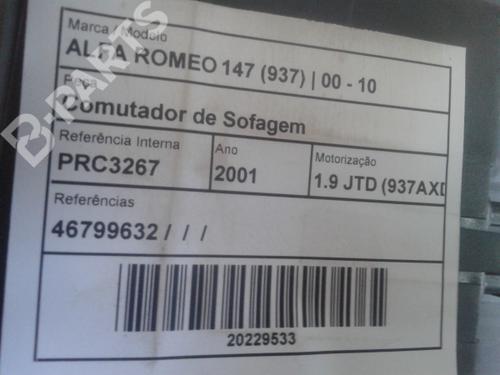 Marca / Modelo
ALFA ROMEO 147 (937) | 00 - 10
Peça
Comutador de Sofagem
Referência Interna
PRC3267
Ano
2001
Motorização
1.9 JTD (937AXD
Referências
46799632 / / /
20229533
B-PARTS